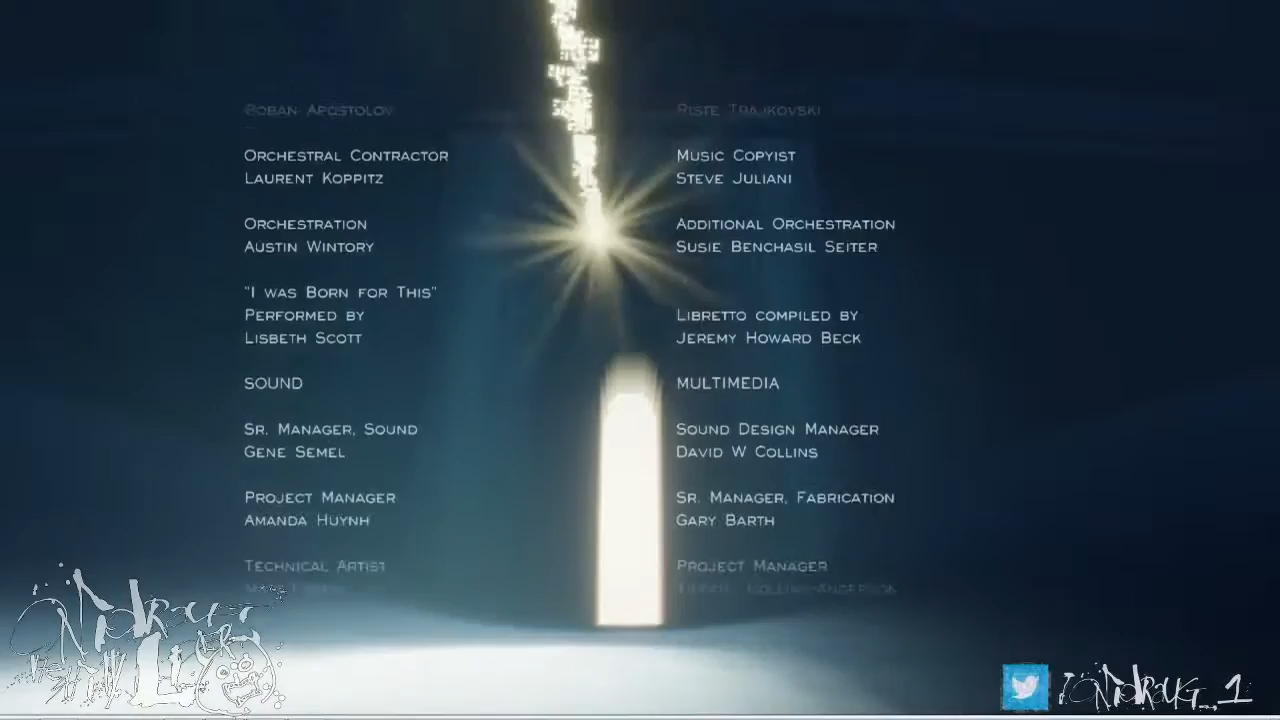 Riste Trajkovski
Orchestral Contractor
Laurent Koppitz
Orchestration
Austin Wintory
"I was Born for This"
Performed by
Lisbeth Scott
SOUND
Sr. Manager, Sound
Gene Semel
Project Manager
Amanda Huynh
Technical Artist
Music Copyist
Steve Juliani
Additional Orchestration
Susie Benchasil Seiter
Libretto compiled by
Jeremy Howard Beck
MULTIMEDIA
Sound Design Manager
David W Collins
Sr. Manager, Fabrication
Gary Barth
Project Manager